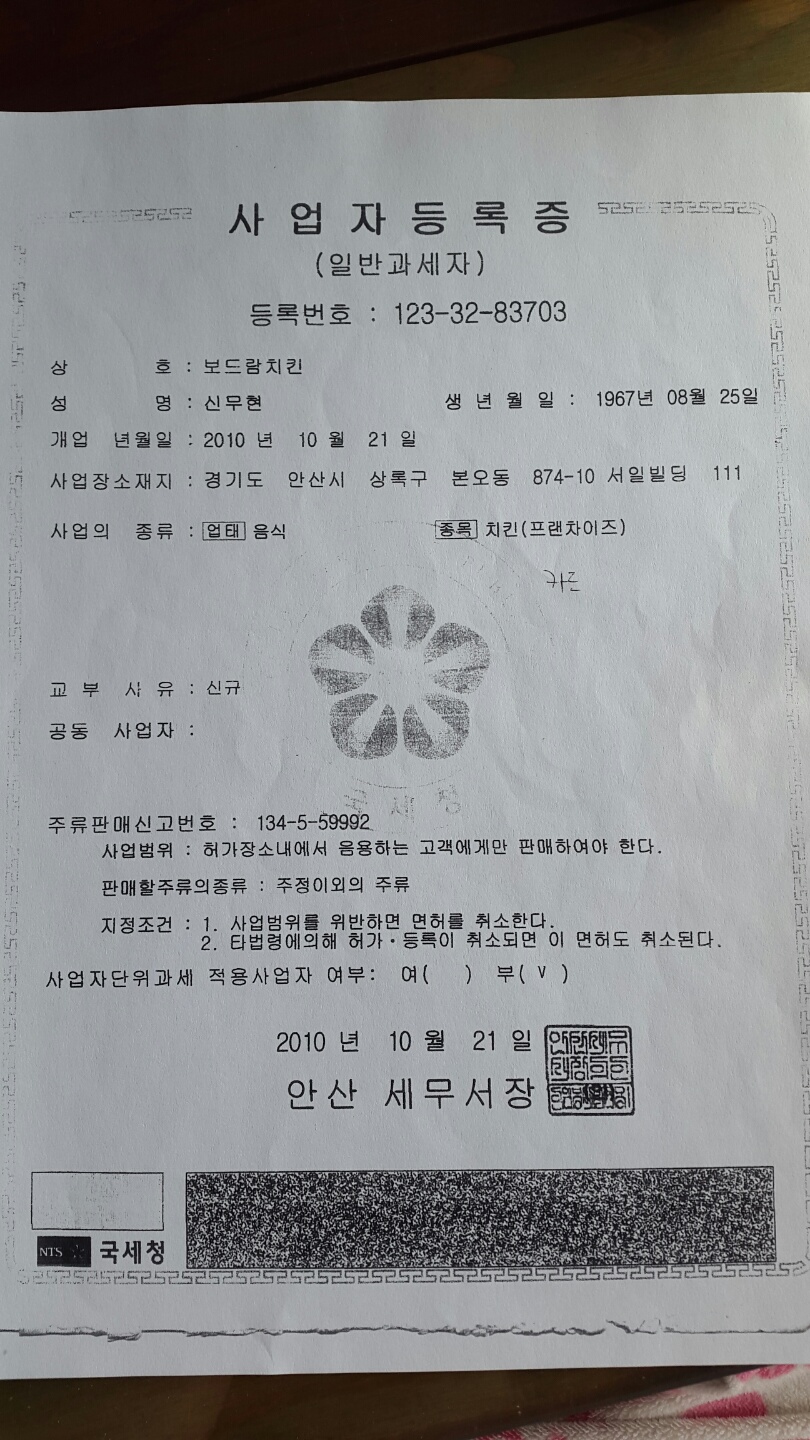 사업자등록증
(일반과세자)
등록번호 : 123-32-83703
상 호 : 보드람치킨
성 명 : 신무현 생 년 월 일 : 1967년 08월 25일
개업 년월일 : 2010 년 10 월 21 일
사업장소재지 : 경기도 안산시 상록구 본오동 874-10 서일빌딩 111
사업의 종류 : 업태 음식 종목 치킨(프랜차이즈)
교 부 사 유 : 신규
공동 사업자 :
주류판매신고번호 : 134-5-59992
사업범위 : 허가장소내에서 음용하는 고객에게만 판매하여야 한다.
판매할주류의종류 : 주정이외의 주류
지정조건 : 1. 사업범위를 위반하면 면허를 취소한다.
2. 타법령에의해 허가·등록이 취소되면 이 면허도 취소된다.
사업자단위과세 적용사업자 여부: 여( ) 부( V )
2010 년 10 월 21 일
안산 세무서장
NTS 국세청